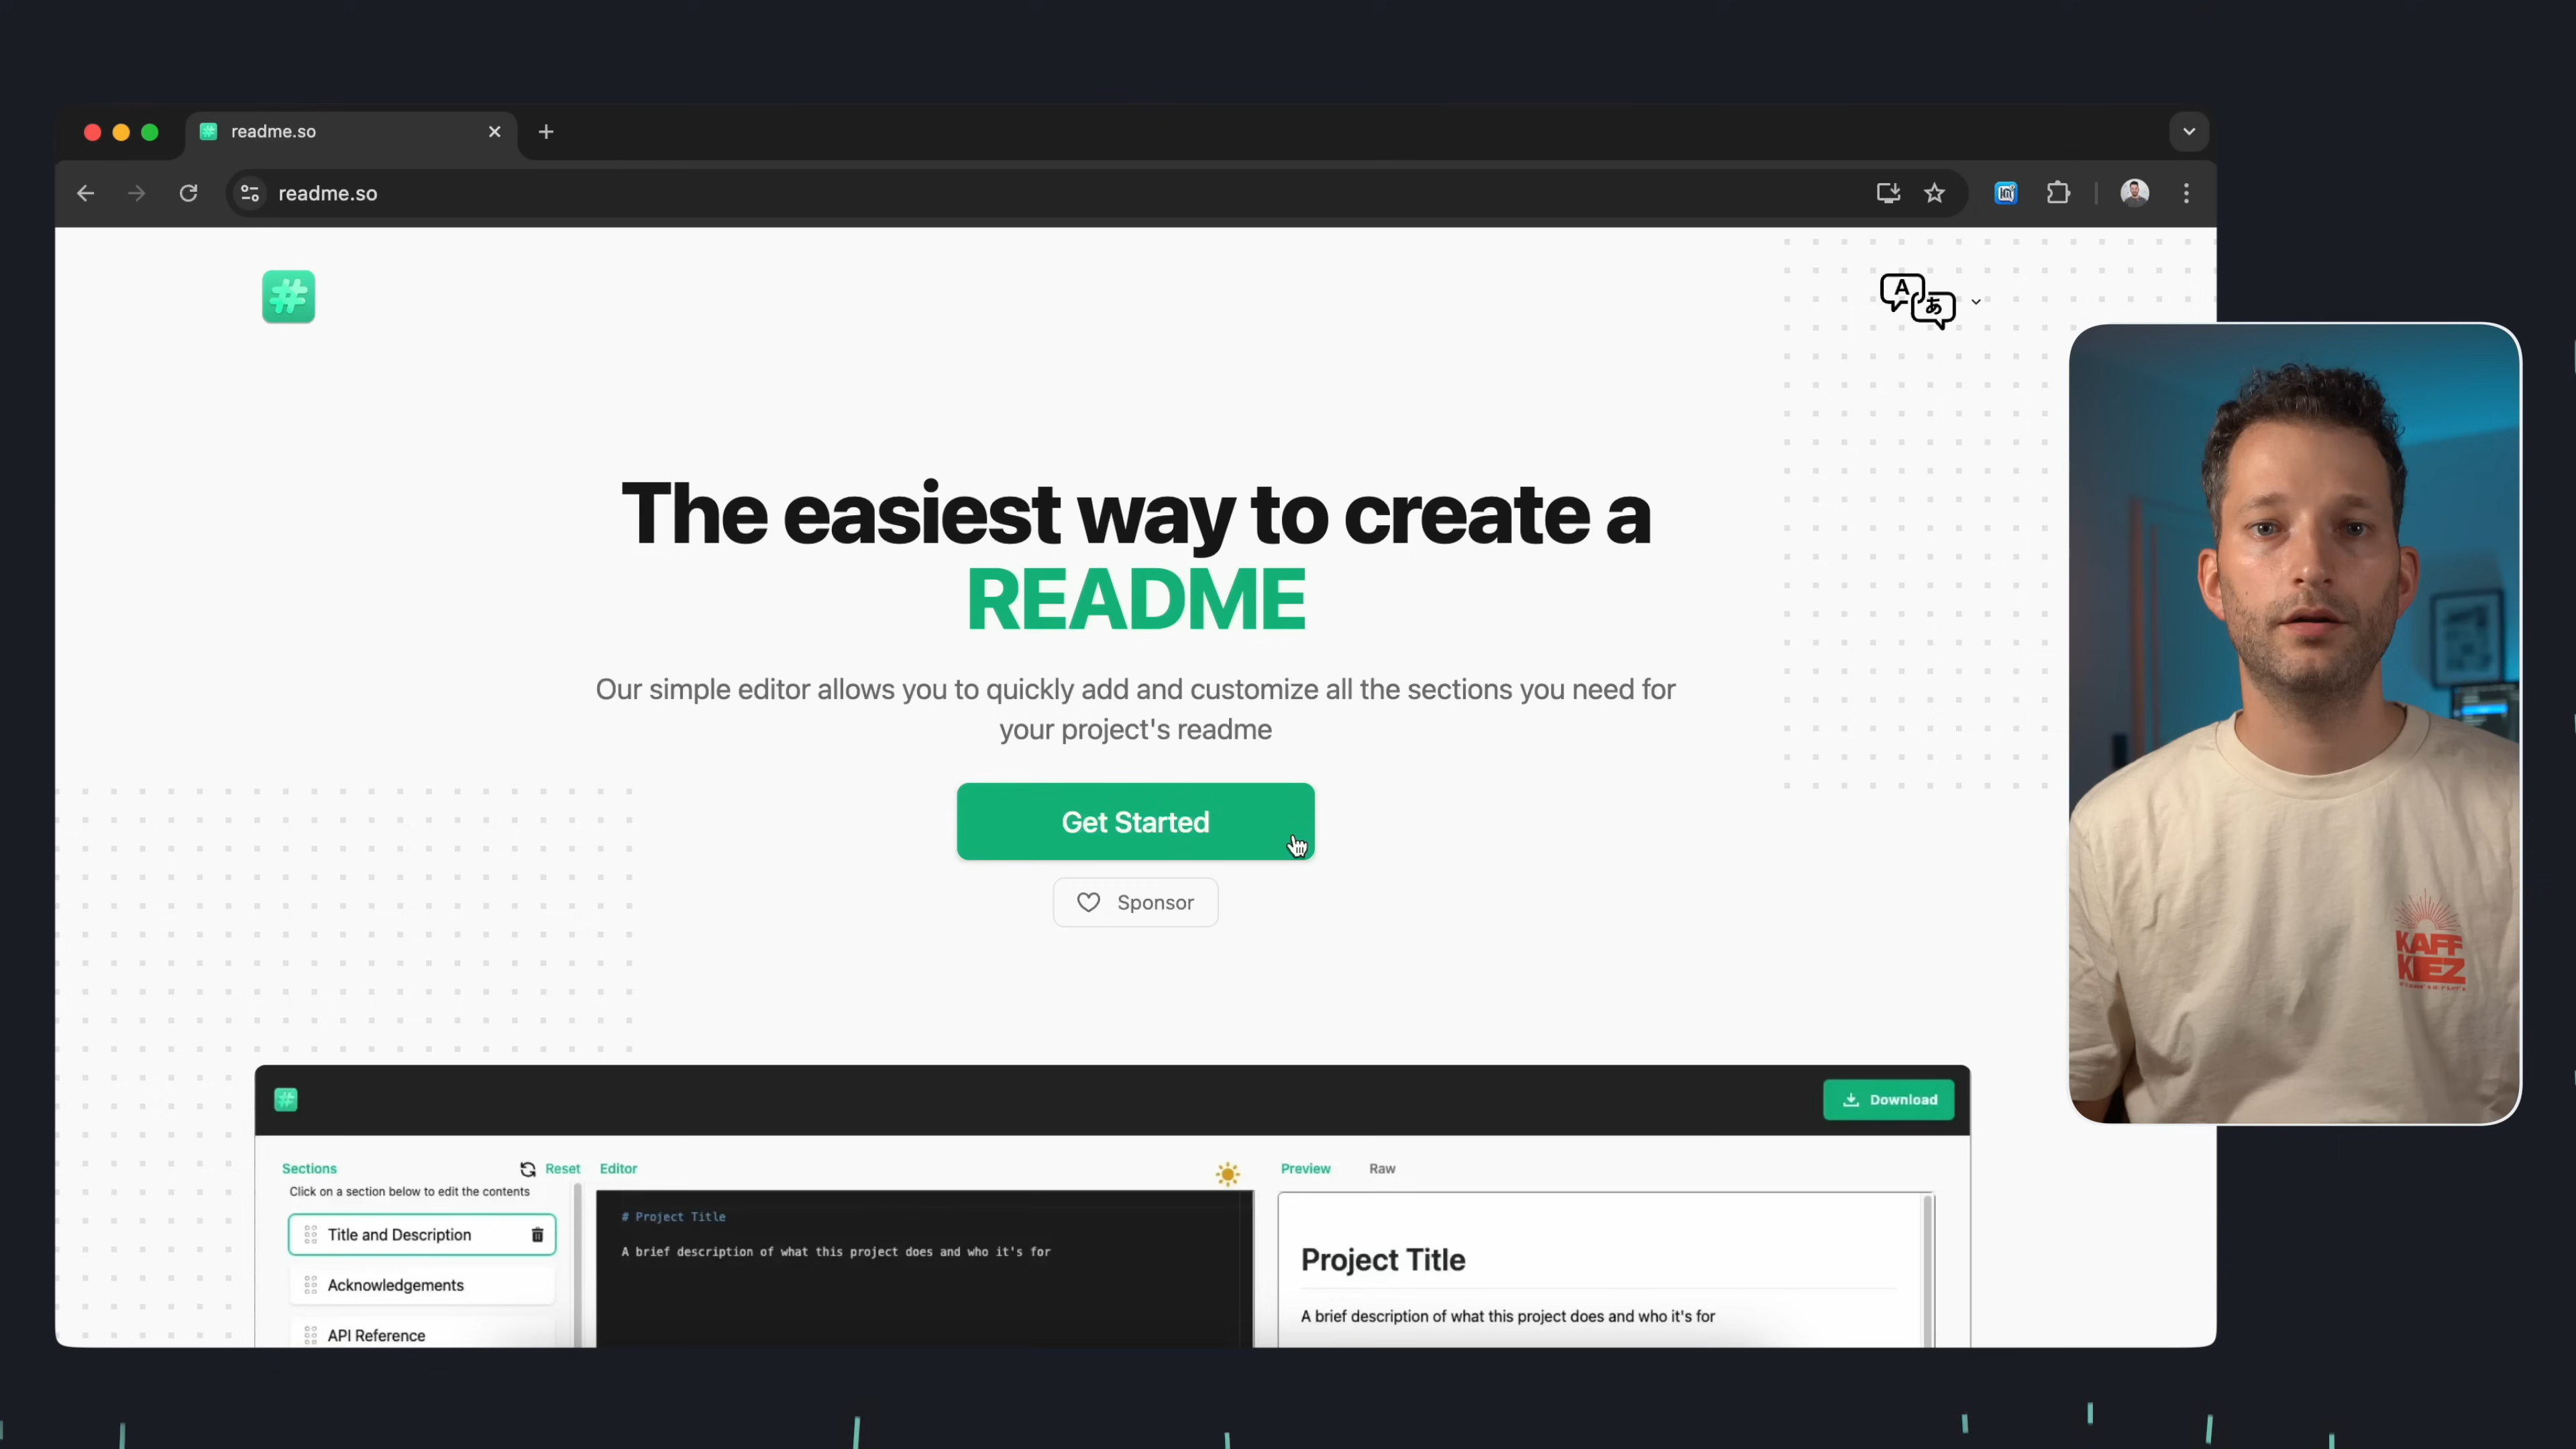 readme.so
readme.so
The easiest way to create a
README
Our simple editor allows you to quickly add and customize all the sections you need for
your project's readme
Get Started
Sponsor
Download
Sections
Reset
Editor
Preview
Raw
Click on a section below to edit the contents
Title and Description
Acknowledgements
API Reference
# Project Title
A brief description of what this project does and who it's for
Project Title
A brief description of what this project does and who it's for
A
あ
KAFF
KIEZ